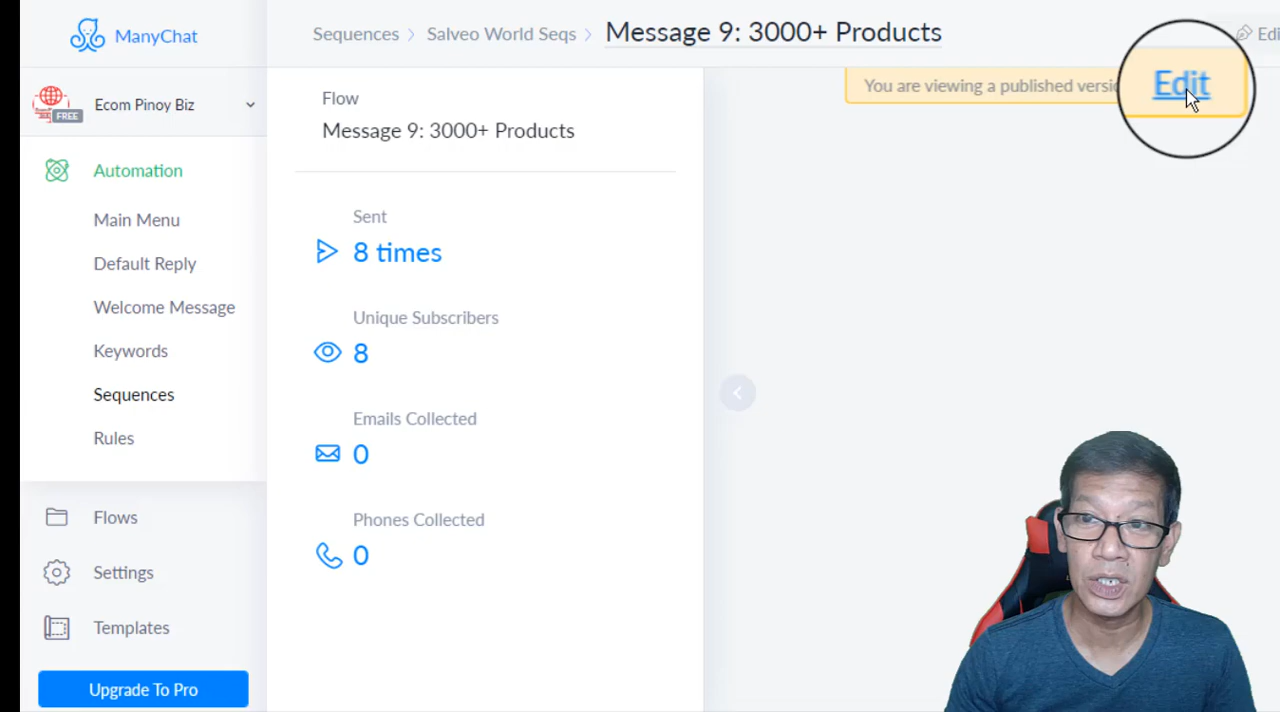 ManyChat
Sequences > Salveo World Seqs > Message 9: 3000+ Products
Edi
Ecom Pinoy Biz
FREE
You are viewing a published versi
Edit
Automation
Main Menu
Default Reply
Welcome Message
Keywords
Sequences
Rules
Flows
Settings
Templates
Upgrade To Pro
Flow
Message 9: 3000+ Products
Sent
8 times
Unique Subscribers
8
Emails Collected
0
Phones Collected
0